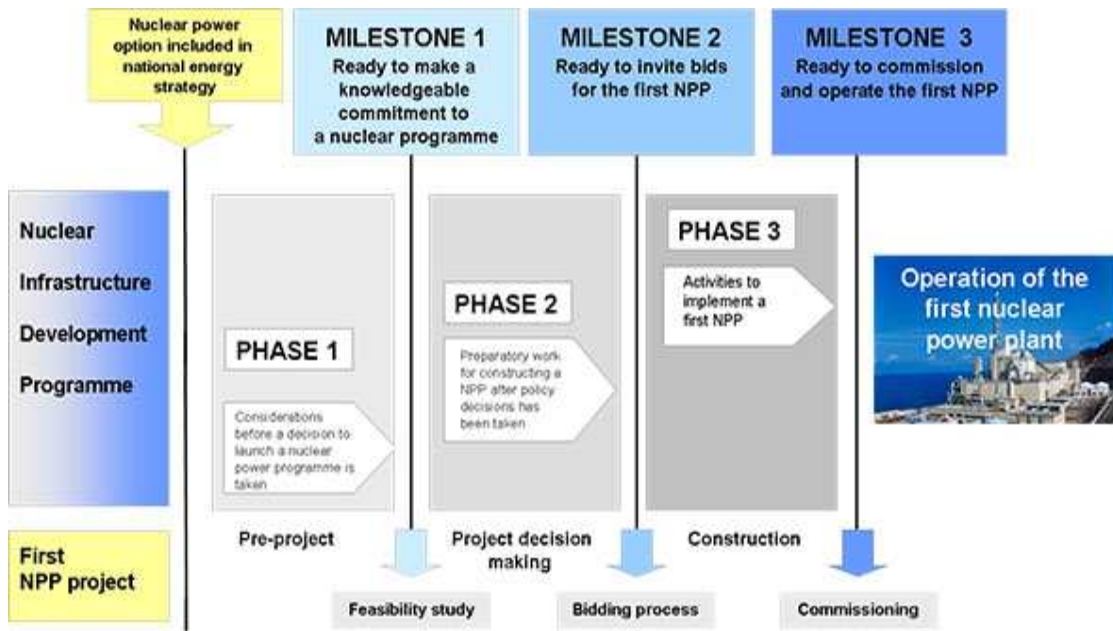 Nuclear power
option included in
national energy
strategy
MILESTONE 1
Ready to make a
knowledgeable
commitment to
a nuclear programme
MILESTONE 2
Ready to invite bids
for the first NPP
MILESTONE 3
Ready to commission
and operate the first NPP
Nuclear
Infrastructure
Development
Programme
PHASE 1
Considerations
before a decision to
launch a nuclear
power programme is
taken
PHASE 2
Preparatory work
for constructing a
NPP after policy
decisions has
been taken
PHASE 3
Activities to
implement a
first NPP
Operation of the
first nuclear
power plant
First
NPP project
Pre-project
Project decision
making
Construction
Feasibility study
Bidding process
Commissioning